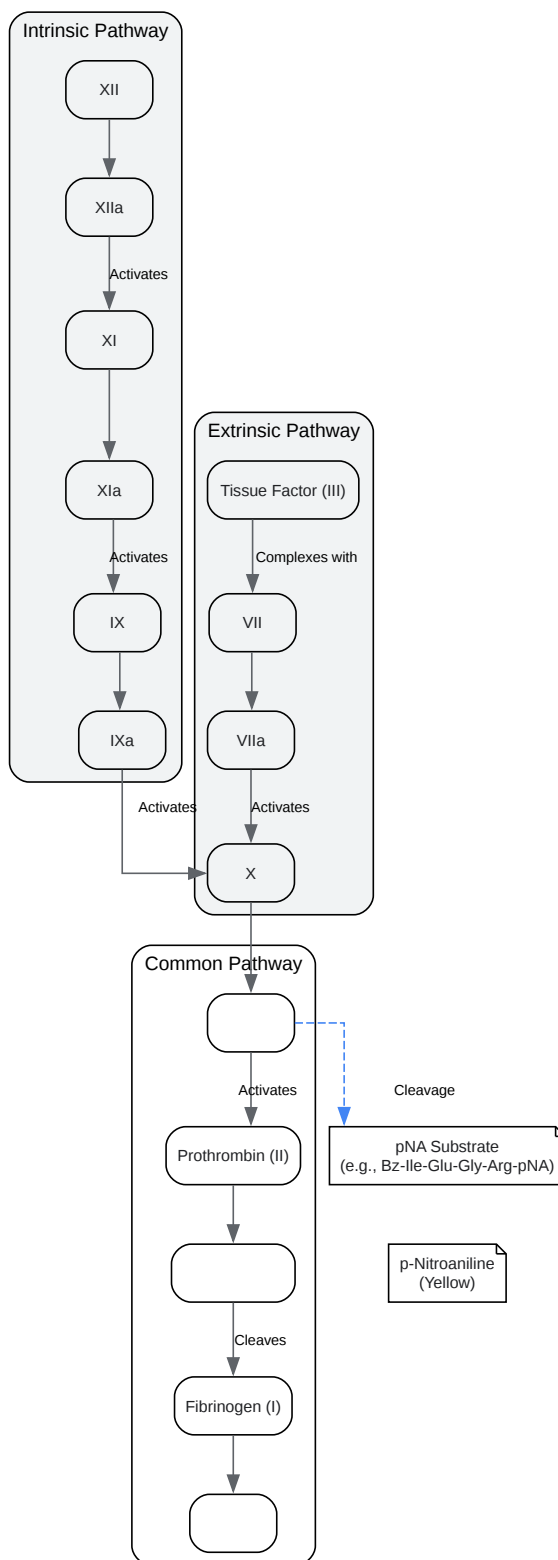 Intrinsic Pathway
XII
XIIa
Activates
XI
XIa
Activates
IX
IXa
Activates
Extrinsic Pathway
Tissue Factor (III)
Complexes with
VII
VIIa
Activates
X
Common Pathway
Activates
Prothrombin (II)
Cleaves
Fibrinogen (I)
Cleavage
pNA Substrate
(e.g., Bz-Ile-Glu-Gly-Arg-pNA)
p-Nitroaniline
(Yellow)